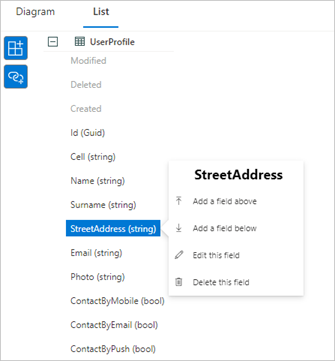 Diagram List
UserProfile
Modified
Deleted
Created
Id (Guid)
Cell (string)
Name (string)
Surname (string)
StreetAddress (string)
Email (string)
Photo (string)
ContactByMobile (bool)
ContactByEmail (bool)
ContactByPush (bool)
StreetAddress
Add a field above
Add a field below
Edit this field
Delete this field